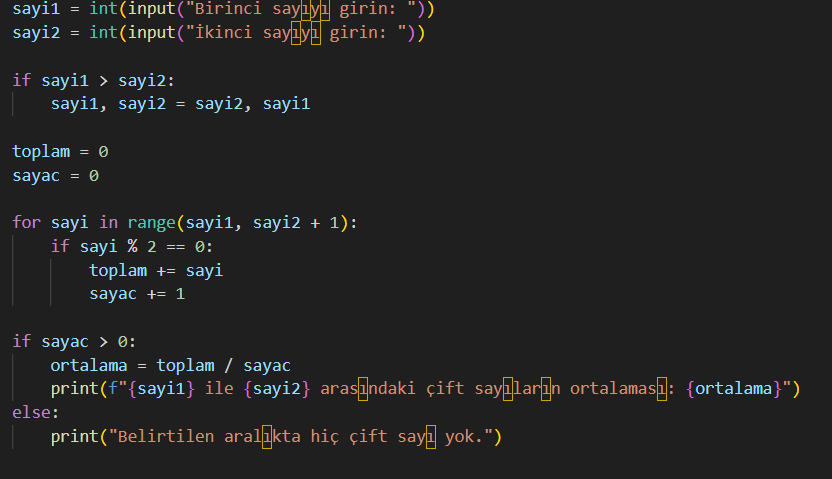 sayi1 = int(input("Birinci sayıyı girin: "))
sayi2 = int(input("İkinci sayıyı girin: "))
if sayi1 > sayi2:
    sayi1, sayi2 = sayi2, sayi1
toplam = 0
sayac = 0
for sayi in range(sayi1, sayi2 + 1):
    if sayi % 2 == 0:
        toplam += sayi
        sayac += 1
if sayac > 0:
    ortalama = toplam / sayac
    print(f"{sayi1} ile {sayi2} arasındaki çift sayıların ortalaması: {ortalama}")
else:
    print("Belirtilen aralıkta hiç çift sayı yok.")